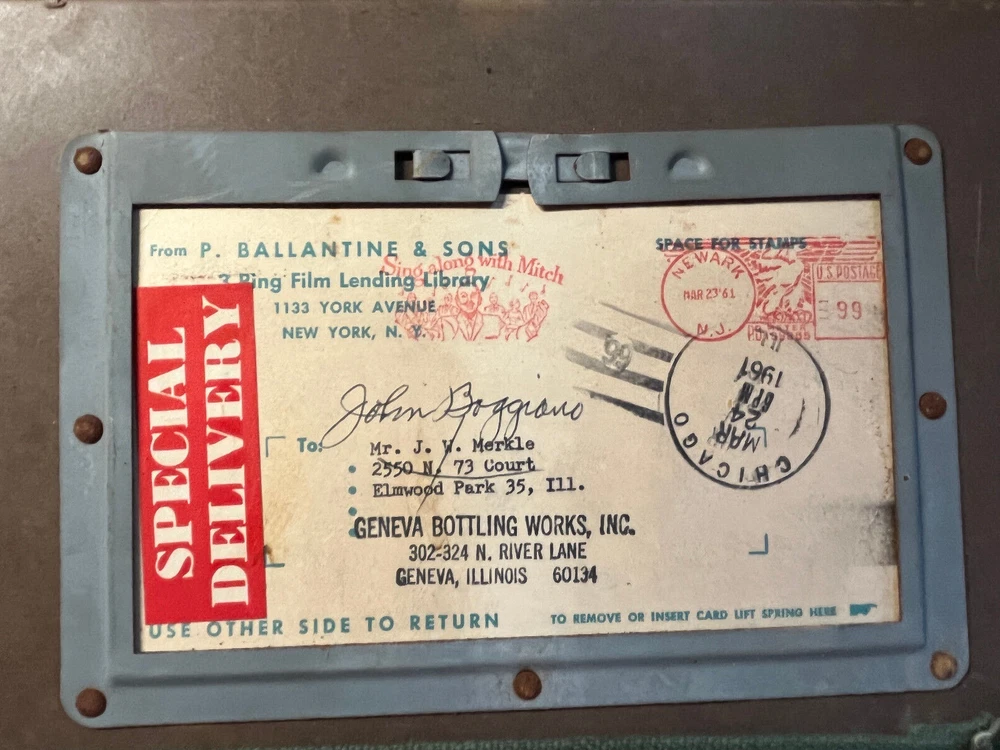 From P. BALLANTINE & SONS
3 Ring Film Lending Library
1133 YORK AVENUE
NEW YORK, N. Y.
Sing along with Mitch
SPACE FOR STAMPS
NEWARK
MAR 23'61
N.J.
U.S. POSTAGE
99
SPECIAL
DELIVERY
CHICAGO
MAR
24
6PM
1961
John Boggiano
To: Mr. J. W. Merkle
2550 N. 73 Court
Elmwood Park 35, Ill.
GENEVA BOTTLING WORKS, INC.
302-324 N. RIVER LANE
GENEVA, ILLINOIS 60134
USE OTHER SIDE TO RETURN
TO REMOVE OR INSERT CARD LIFT SPRING HERE